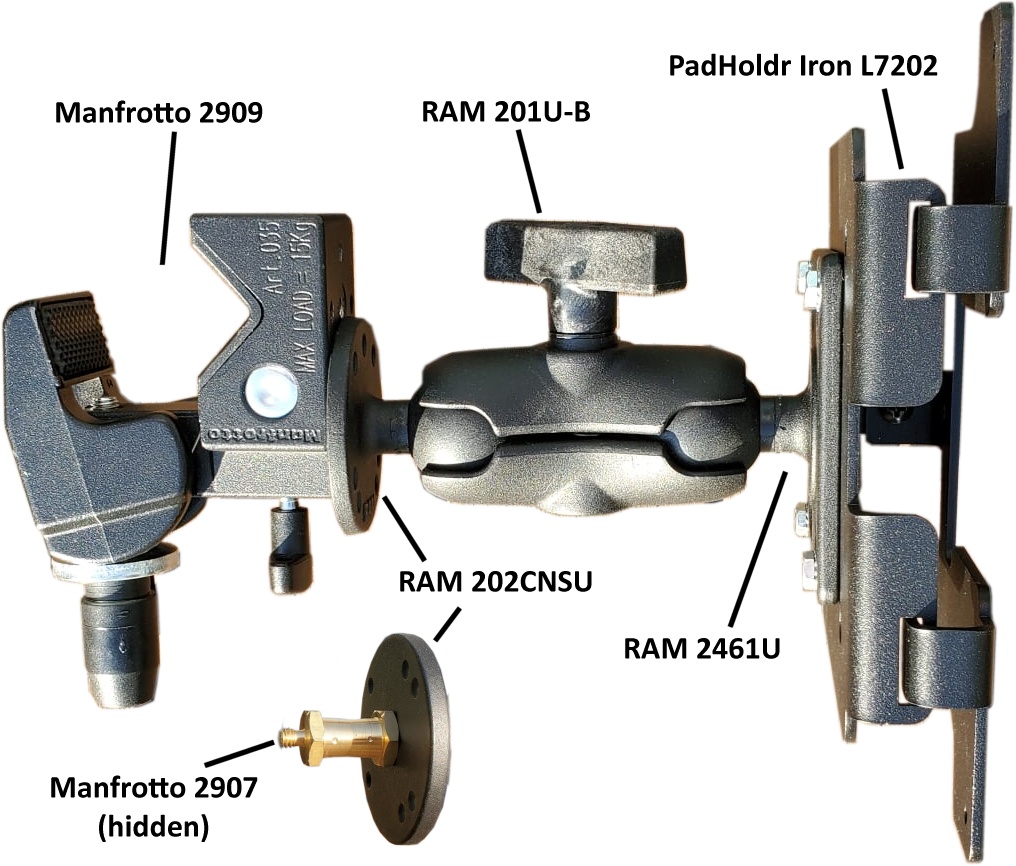 PadHoldr Iron L7202
Manfrotto 2909
RAM 201U-B
Art.035
MAX LOAD = 15Kg
Manfrotto
RAM 202CNSU
RAM 2461U
Manfrotto 2907
(hidden)